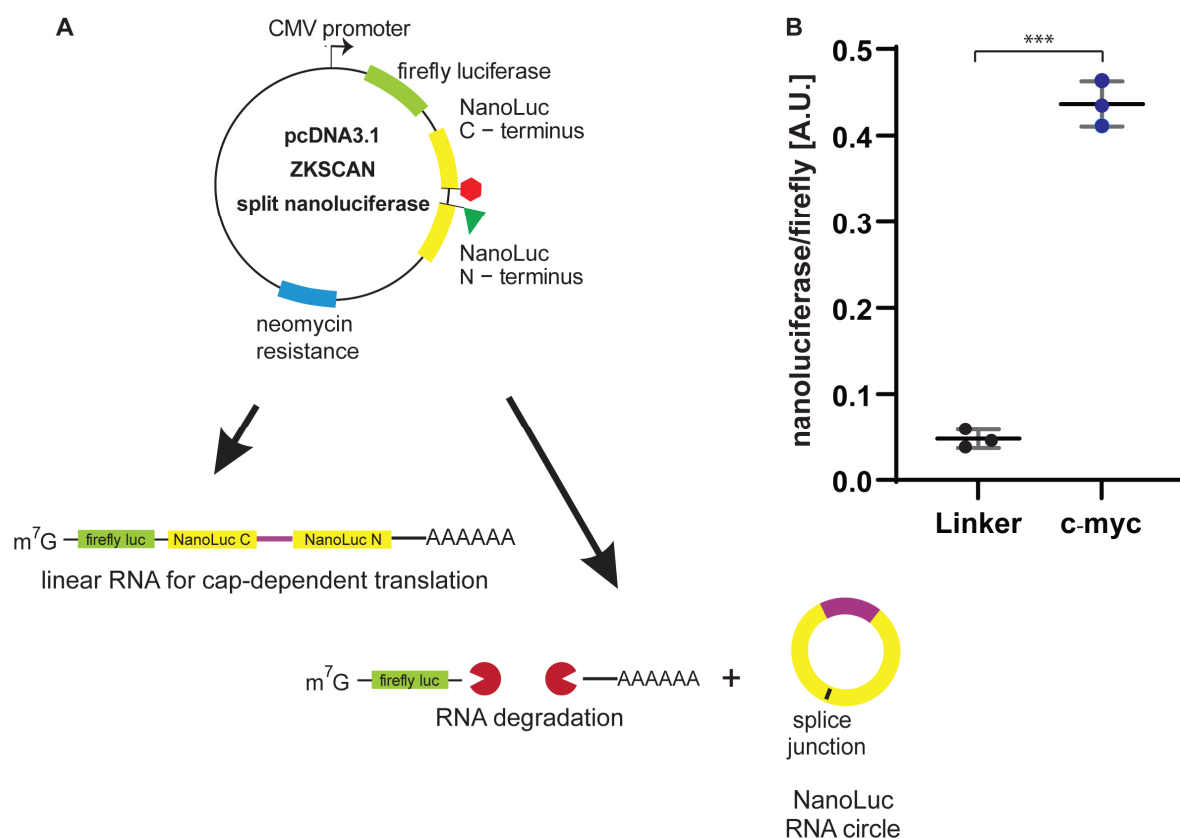 A
CMV promoter
firefly luciferase
NanoLuc
C – terminus
pcDNA3.1
ZKSCAN
split nanoluciferase
NanoLuc
N – terminus
neomycin
resistance
m⁷G firefly luc NanoLuc C NanoLuc N AAAAAA
linear RNA for cap-dependent translation
m⁷G firefly luc AAAAAA +
RNA degradation
splice
junction
NanoLuc
RNA circle
B
nanoluciferase/firefly [A.U.]
***
0.5
0.4
0.3
0.2
0.1
0.0
Linker c-myc